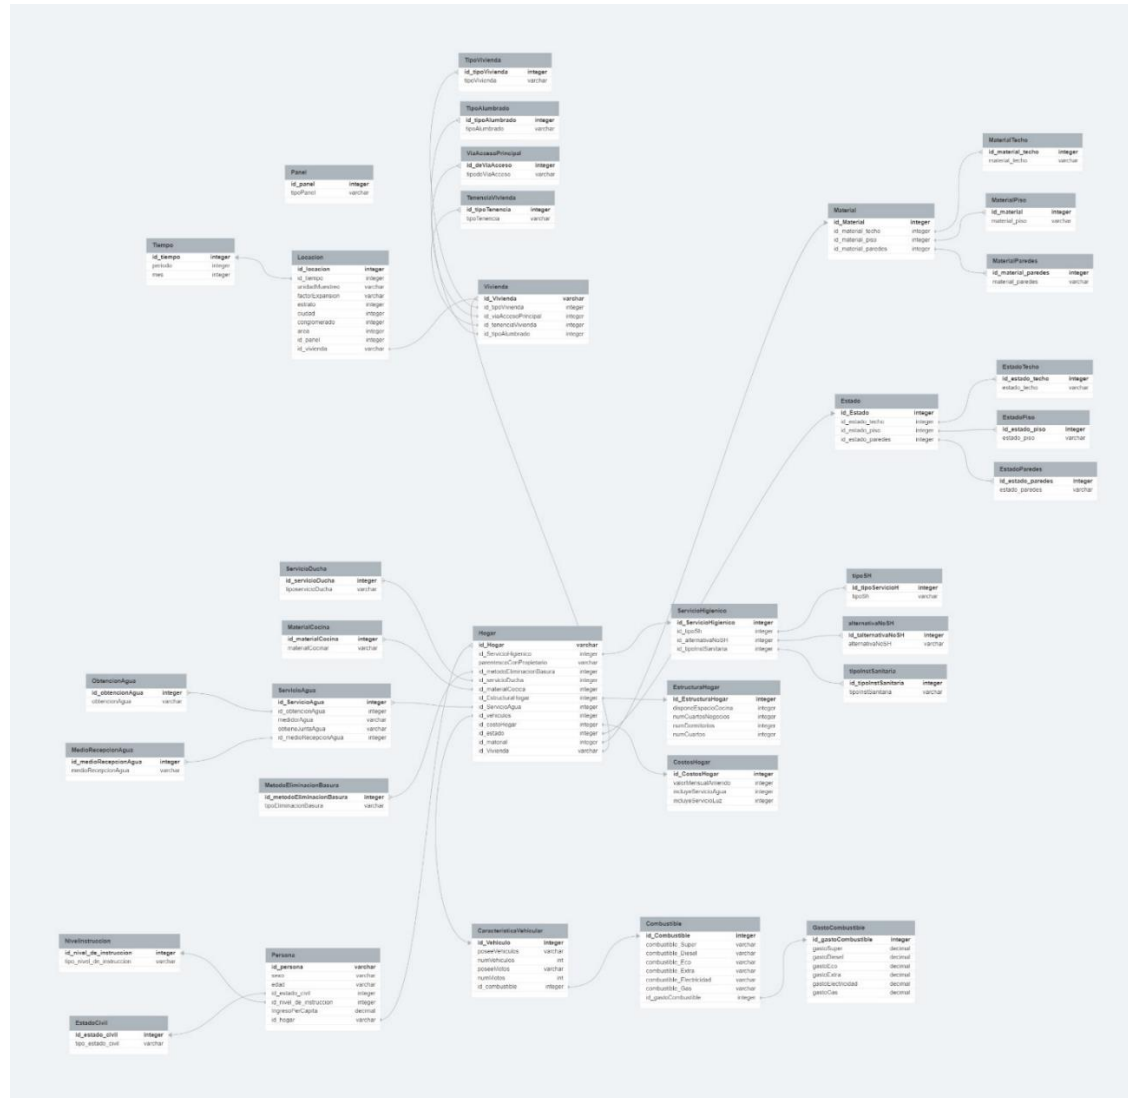 TipoVivienda
id_tipoVivienda integer
tipoVivienda varchar
TipoAlumbrado
id_tipoAlumbrado integer
tipoAlumbrado varchar
ViaAccesoPrincipal
id_deViaAcceso integer
tipodeViaAcceso varchar
TenenciaVivienda
id_tipoTenencia integer
tipoTenencia varchar
Panel
id_panel integer
tipoPanel varchar
Tiempo
id_tiempo integer
periodo integer
mes integer
Locacion
id_locacion integer
id_tiempo integer
unidadMuestreo varchar
factorExpansion varchar
estrato integer
ciudad integer
conglomerado integer
area integer
id_panel integer
id_vivienda varchar
Vivienda
id_Vivienda varchar
id_tipoVivienda integer
id_viaAccesoPrincipal integer
id_tenenciaVivienda integer
id_tipoAlumbrado integer
MaterialTecho
id_material_techo integer
material_techo varchar
Material
id_Material integer
id_material_techo integer
id_material_piso integer
id_material_paredes integer
MaterialPiso
id_material integer
material_piso varchar
MaterialParedes
id_material_paredes integer
material_paredes varchar
EstadoTecho
id_estado_techo integer
estado_techo varchar
Estado
id_Estado integer
id_estado_techo integer
id_estado_piso integer
id_estado_paredes integer
EstadoPiso
id_estado_piso integer
estado_piso varchar
EstadoParedes
id_estado_paredes integer
estado_paredes varchar
ServicioDucha
id_servicioDucha integer
tiposervicioDucha varchar
MaterialCocina
id_materialCocina integer
materialCocinar varchar
ObtencionAgua
id_obtencionAgua integer
obtencionAgua varchar
ServicioAgua
id_ServicioAgua integer
id_obtencionAgua integer
medidorAgua varchar
obtieneJuntaAgua varchar
id_medioRecepcionAgua integer
MedioRecepcionAgua
id_medioRecepcionAgua integer
medioRecepcionAgua varchar
MetodoEliminacionBasura
id_metodoEliminacionBasura integer
tipoEliminacionBasura varchar
Hogar
id_Hogar varchar
id_ServicioHigienico integer
parentescoConPropietario varchar
id_metodoEliminacionBasura integer
id_servicioDucha integer
id_materialCocica integer
id_EstructuraHogar integer
id_ServicioAgua integer
id_vehiculos integer
id_costoHogar integer
id_estado integer
id_material integer
id_Vivienda varchar
ServicioHigienico
id_ServicioHigienico integer
id_tipoSh integer
id_alternativaNoSH integer
id_tipoInstSanitaria integer
tipoSH
id_tipoServicioH integer
tipoSh varchar
alternativaNoSH
id_talternativaNoSH integer
alternativaNoSH varchar
tipoInstSanitaria
id_tipoInstSanitaria integer
tipoInstSanitaria varchar
EstructuraHogar
id_EstructuraHogar integer
disponeEspacioCocina integer
numCuartosNegocios integer
numDormitorios integer
numCuartos integer
CostosHogar
id_CostosHogar integer
valorMensualArriendo integer
incluyeServicioAgua integer
incluyeServicioLuz integer
NivelInstruccion
id_nivel_de_instruccion integer
tipo_nivel_de_instruccion varchar
Persona
id_persona varchar
sexo varchar
edad varchar
id_estado_civil integer
id_nivel_de_instruccion integer
IngresoPerCapita decimal
id_hogar varchar
EstadoCivil
id_estado_civil integer
tipo_estado_civil varchar
CaracteristicaVehicular
id_Vehiculo integer
poseeVehiculos varchar
numVehiculos int
poseeMotos varchar
numMotos int
id_combustible integer
Combustible
id_Combustible integer
combustible_Super varchar
combustible_Diesel varchar
combustible_Eco varchar
combustible_Extra varchar
combustible_Electricidad varchar
combustible_Gas varchar
id_gastoCombustible integer
GastoCombustible
id_gastoCombustible integer
gastoSuper decimal
gastoDiesel decimal
gastoEco decimal
gastoExtra decimal
gastoElectricidad decimal
gastoGas decimal